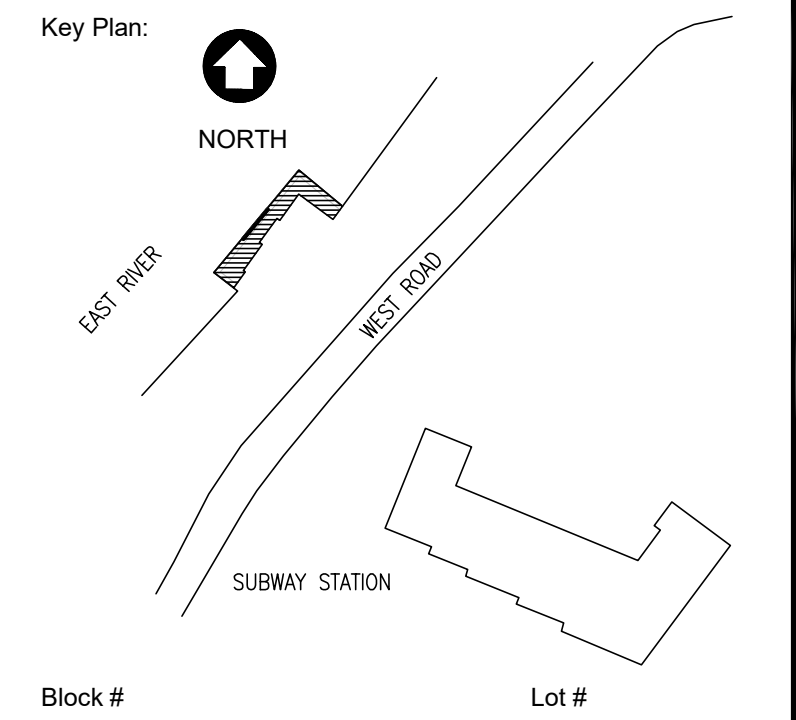 Key Plan:
NORTH
EAST RIVER
WEST ROAD
SUBWAY STATION
Block #
Lot #